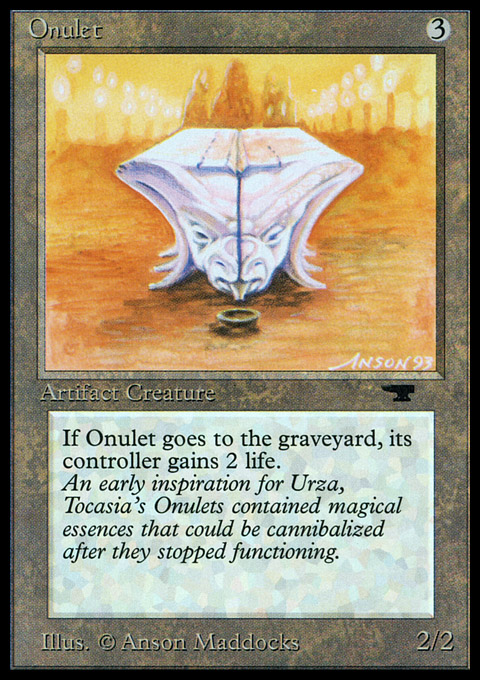 Onulet 3
ANSON 93
Artifact Creature
If Onulet goes to the graveyard, its
controller gains 2 life.
An early inspiration for Urza,
Tocasia's Onulets contained magical
essences that could be cannibalized
after they stopped functioning.
Illus. © Anson Maddocks 2/2